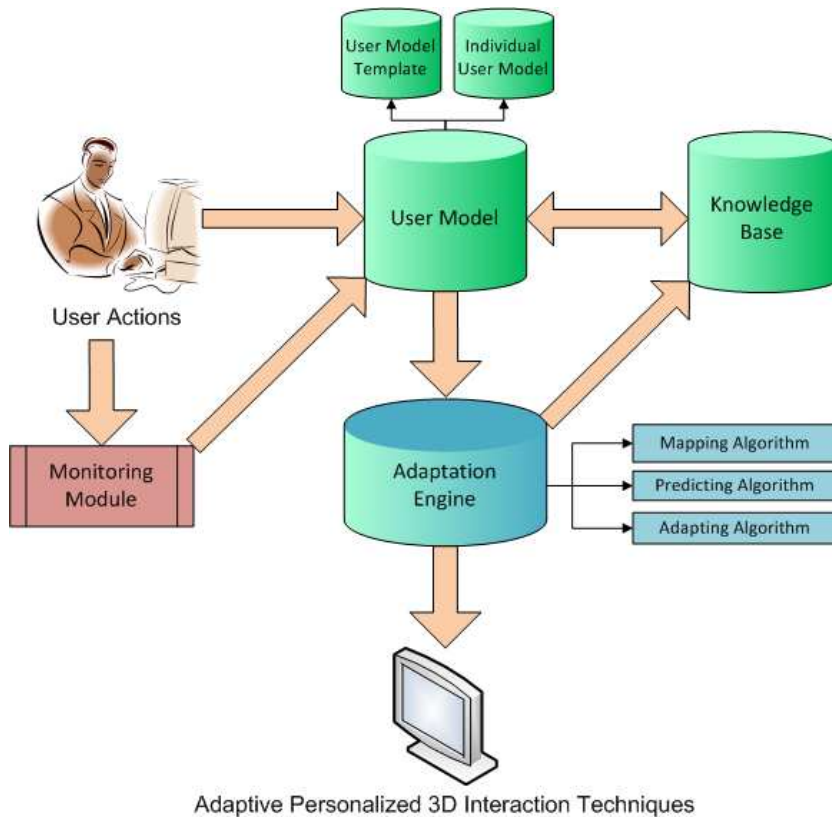 User Model
Template
Individual
User Model
User Model
Knowledge
Base
User Actions
Monitoring
Module
Adaptation
Engine
Mapping Algorithm
Predicting Algorithm
Adapting Algorithm
Adaptive Personalized 3D Interaction Techniques